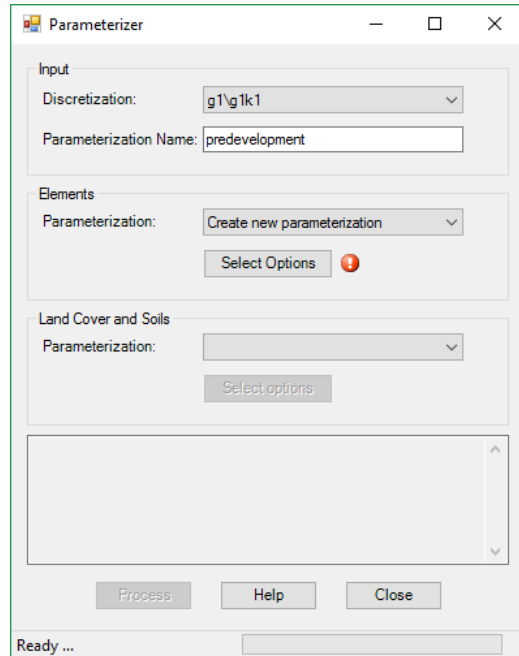 Parameterizer
Input
Discretization: g1\g1k1
Parameterization Name: predevelopment
Elements
Parameterization: Create new parameterization
Select Options
Land Cover and Soils
Parameterization:
Select options
Process Help Close
Ready ...